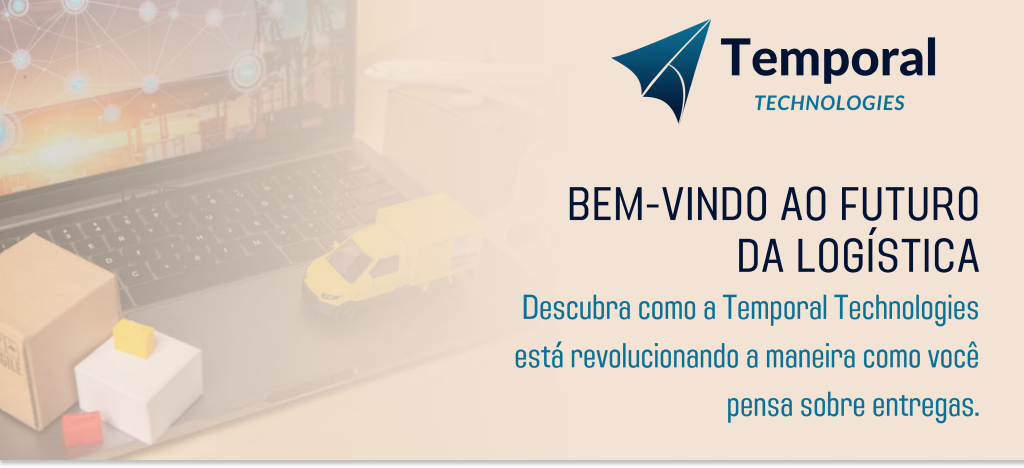 Temporal
TECHNOLOGIES
BEM-VINDO AO FUTURO
DA LOGÍSTICA
Descubra como a Temporal Technologies
está revolucionando a maneira como você
pensa sobre entregas.